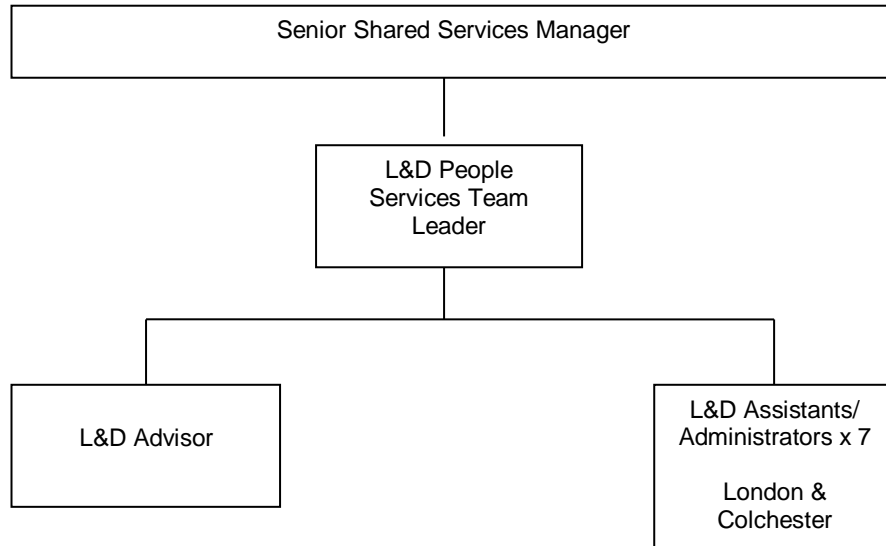 Senior Shared Services Manager
L&D People
Services Team
Leader
L&D Advisor
L&D Assistants/
Administrators x 7
London &
Colchester